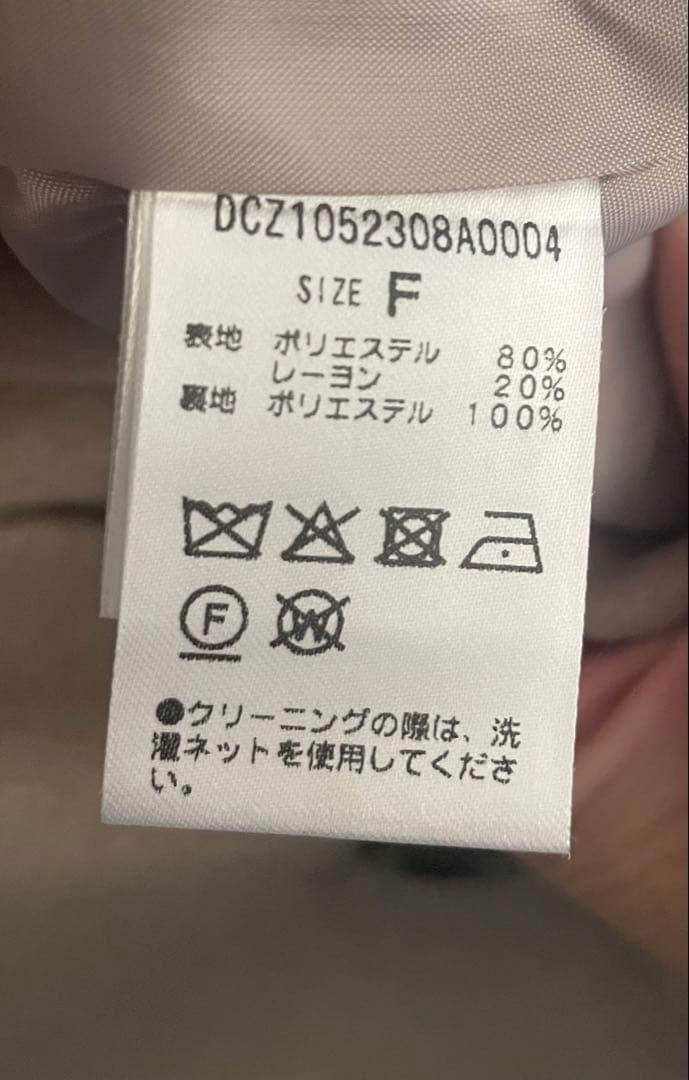 DCZ1052308A0004
SIZE F
表地 ポリエステル 80%
レーヨン 20%
裏地 ポリエステル 100%
F
W
●クリーニングの際は、洗
濯ネットを使用してくださ
い。